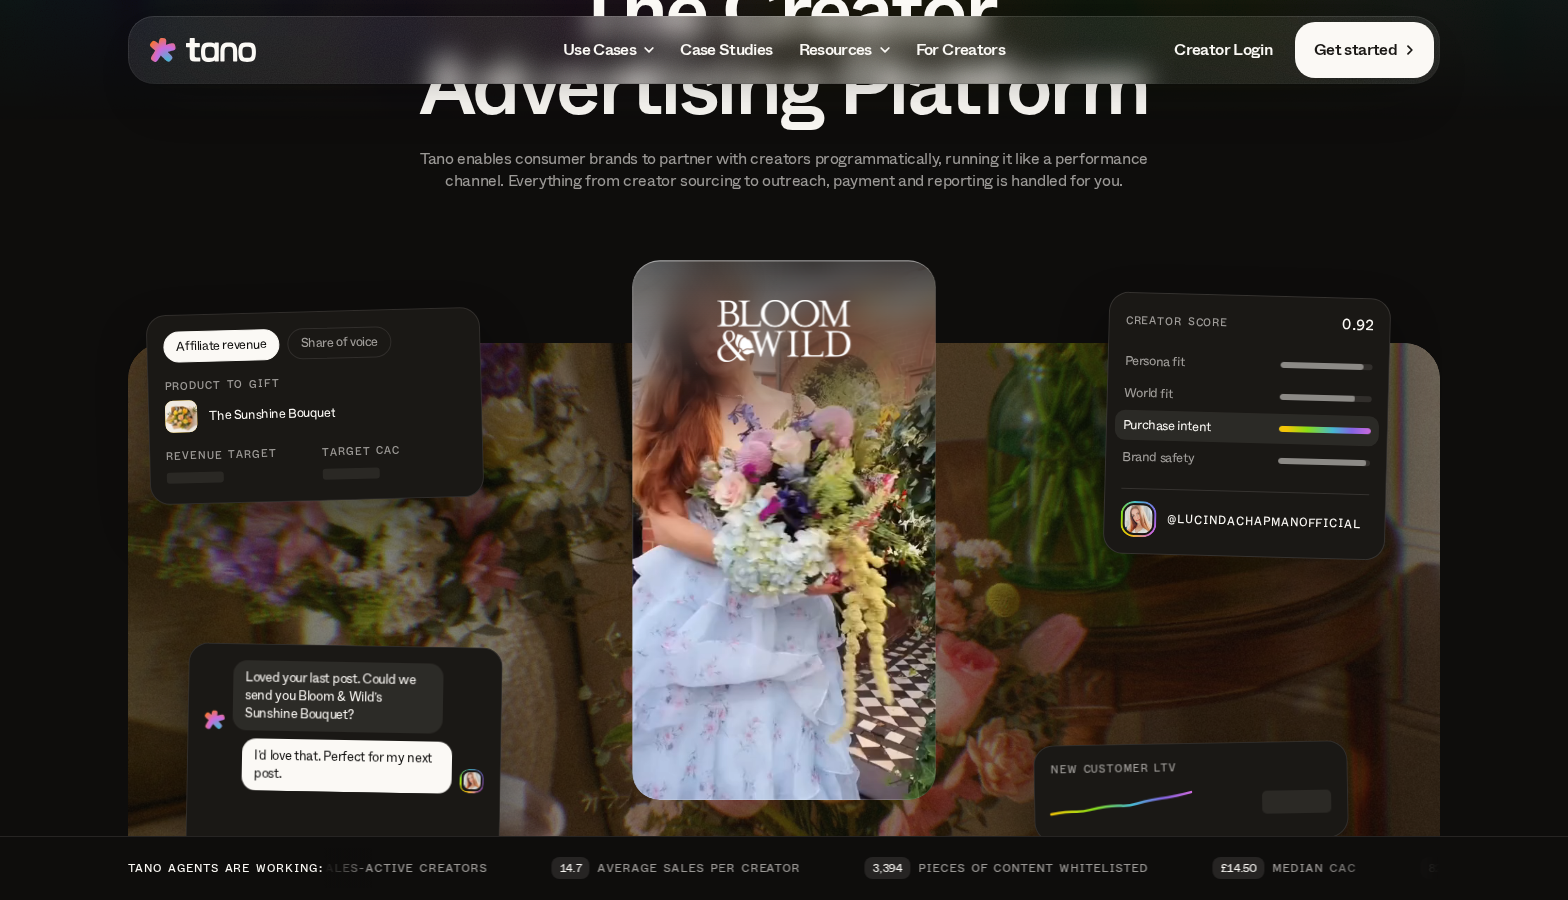 The Creator
Advertising Platform
tano
Use Cases
Case Studies
Resources
For Creators
Creator Login
Get started
Tano enables consumer brands to partner with creators programmatically, running it like a performance
channel. Everything from creator sourcing to outreach, payment and reporting is handled for you.
Affiliate revenue
Share of voice
PRODUCT TO GIFT
The Sunshine Bouquet
REVENUE TARGET
TARGET CAC
BLOOM
&WILD
CREATOR SCORE
0.92
Persona fit
World fit
Purchase intent
Brand safety
@LUCINDACHAPMANOFFICIAL
Loved your last post. Could we
send you Bloom & Wild's
Sunshine Bouquet?
I'd love that. Perfect for my next
post.
NEW CUSTOMER LTV
TANO AGENTS ARE WORKING:
ALES-ACTIVE CREATORS
14.7 AVERAGE SALES PER CREATOR
3,394 PIECES OF CONTENT WHITELISTED
£14.50 MEDIAN CAC